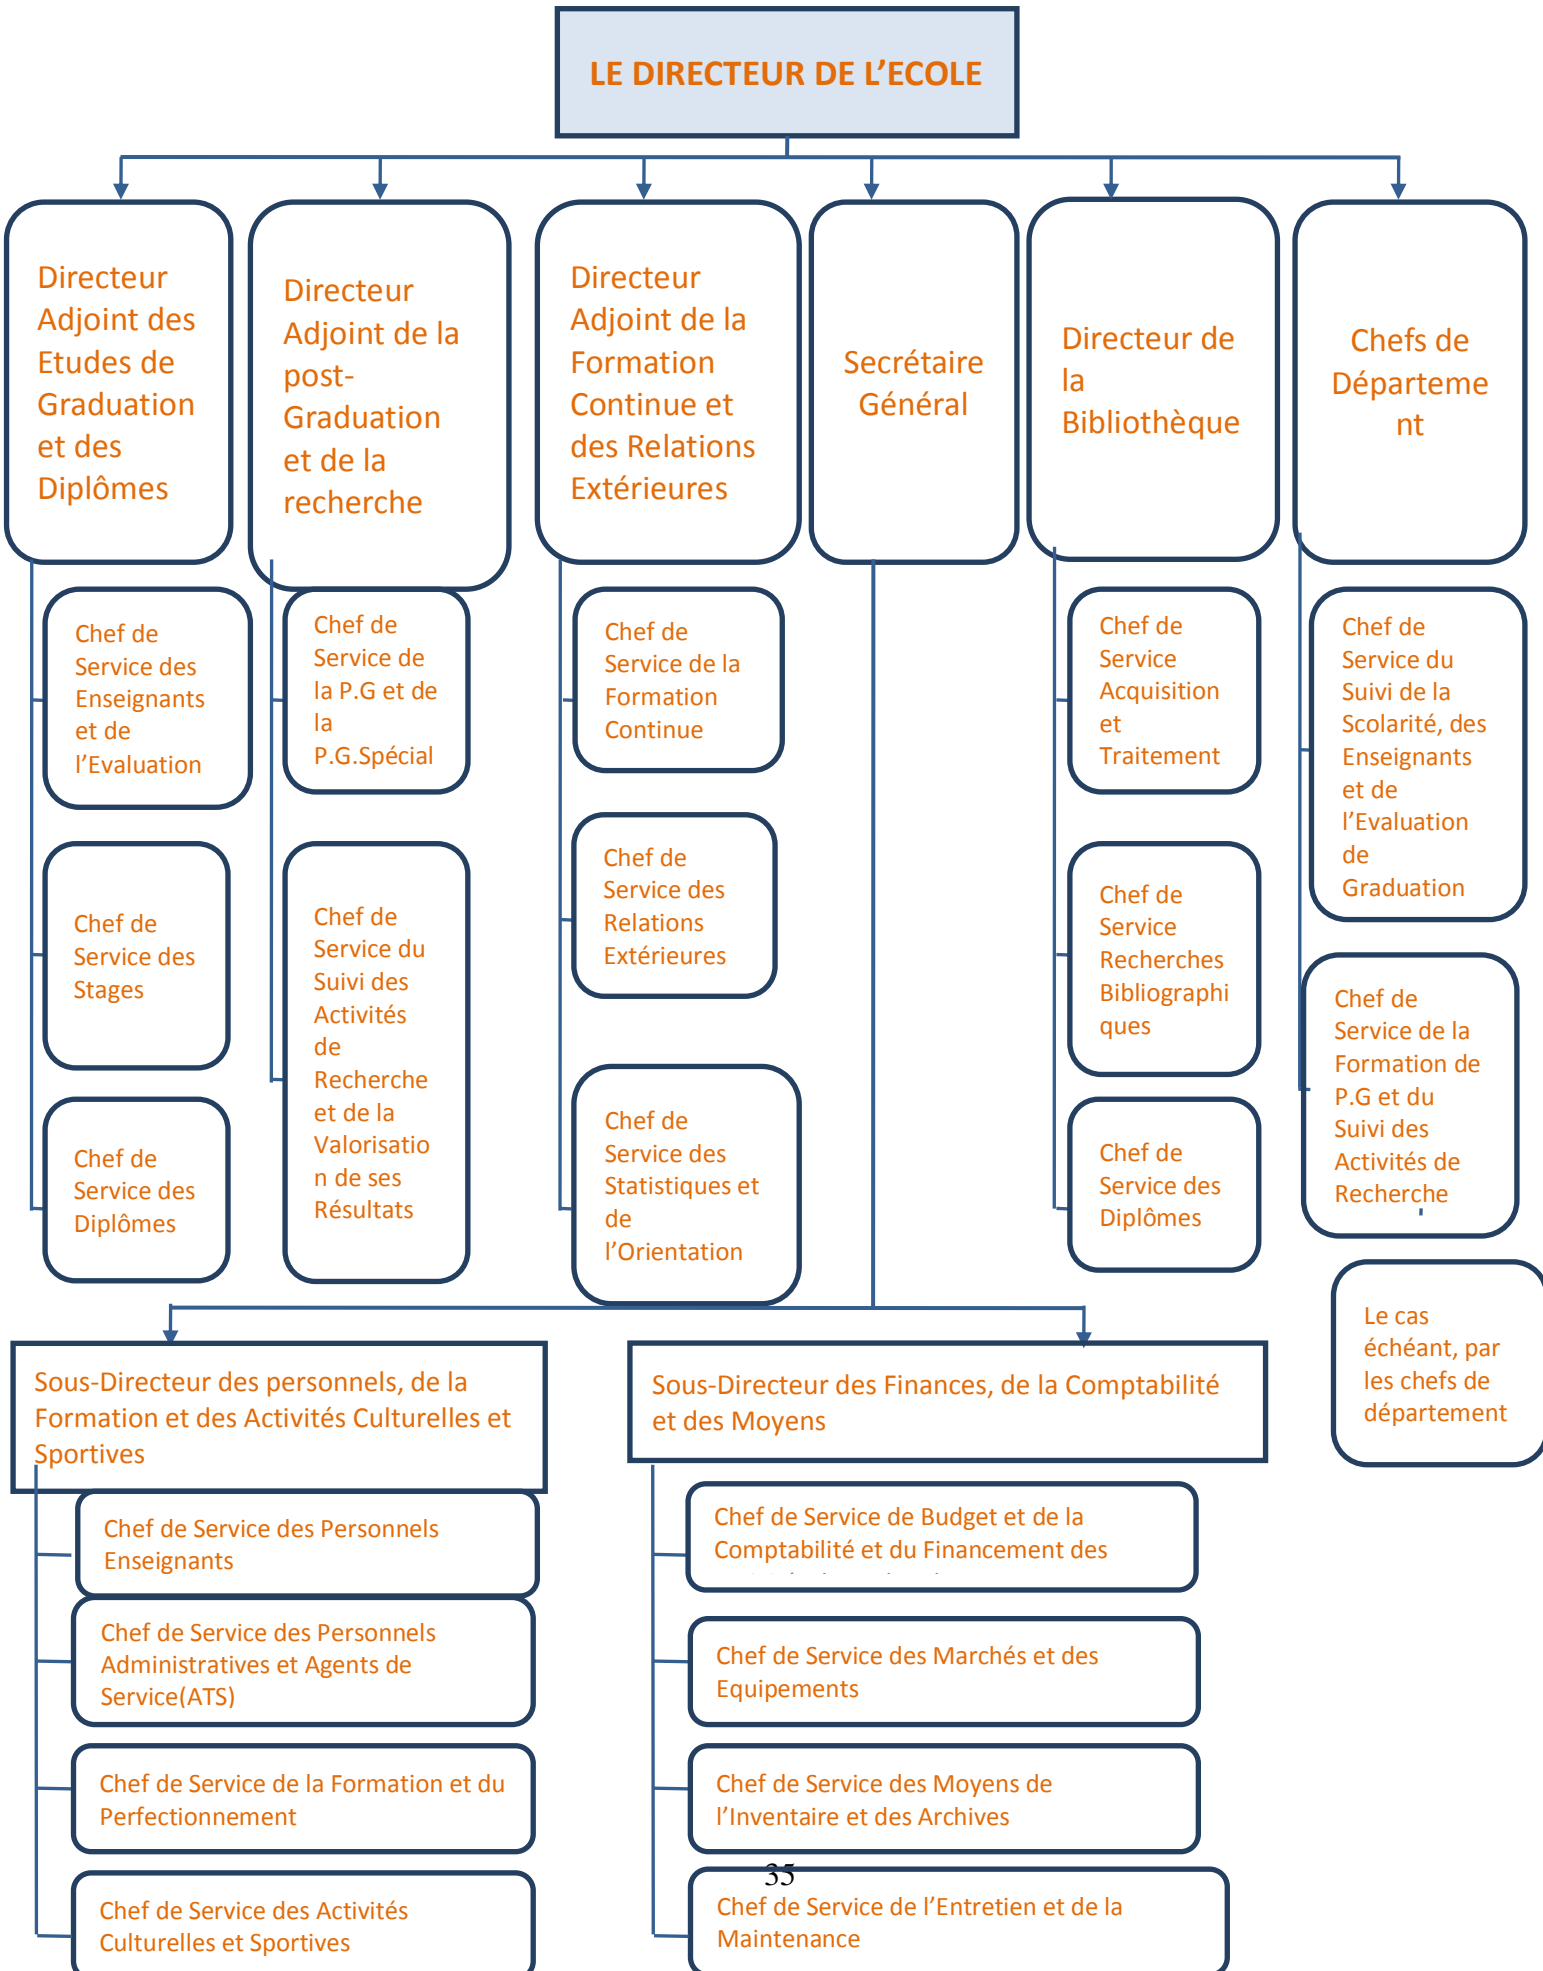 LE DIRECTEUR DE L’ECOLE
Directeur
Adjoint des
Etudes de
Graduation
et des
Diplômes
Directeur
Adjoint de la
post-
Graduation
et de la
recherche
Directeur
Adjoint de la
Formation
Continue et
des Relations
Extérieures
Secrétaire
Général
Directeur de
la
Bibliothèque
Chefs de
Départeme
nt
Chef de
Service des
Enseignants
et de
l’Evaluation
Chef de
Service des
Stages
Chef de
Service des
Diplômes
Chef de
Service de
la P.G et de
la
P.G.Spécial
Chef de
Service du
Suivi des
Activités
de
Recherche
et de la
Valorisatio
n de ses
Résultats
Chef de
Service de la
Formation
Continue
Chef de
Service des
Relations
Extérieures
Chef de
Service des
Statistiques et
de
l’Orientation
Chef de
Service
Acquisition
et
Traitement
Chef de
Service
Recherches
Bibliographi
ques
Chef de
Service des
Diplômes
Chef de
Service du
Suivi de la
Scolarité, des
Enseignants
et de
l’Evaluation
de
Graduation
Chef de
Service de la
Formation de
P.G et du
Suivi des
Activités de
Recherche
Le cas
échéant, par
les chefs de
département
Sous-Directeur des personnels, de la
Formation et des Activités Culturelles et
Sportives
Chef de Service des Personnels
Enseignants
Chef de Service des Personnels
Administratives et Agents de
Service(ATS)
Chef de Service de la Formation et du
Perfectionnement
Chef de Service des Activités
Culturelles et Sportives
Sous-Directeur des Finances, de la Comptabilité
et des Moyens
Chef de Service de Budget et de la
Comptabilité et du Financement des
Chef de Service des Marchés et des
Equipements
Chef de Service des Moyens de
l’Inventaire et des Archives
35
Chef de Service de l’Entretien et de la
Maintenance